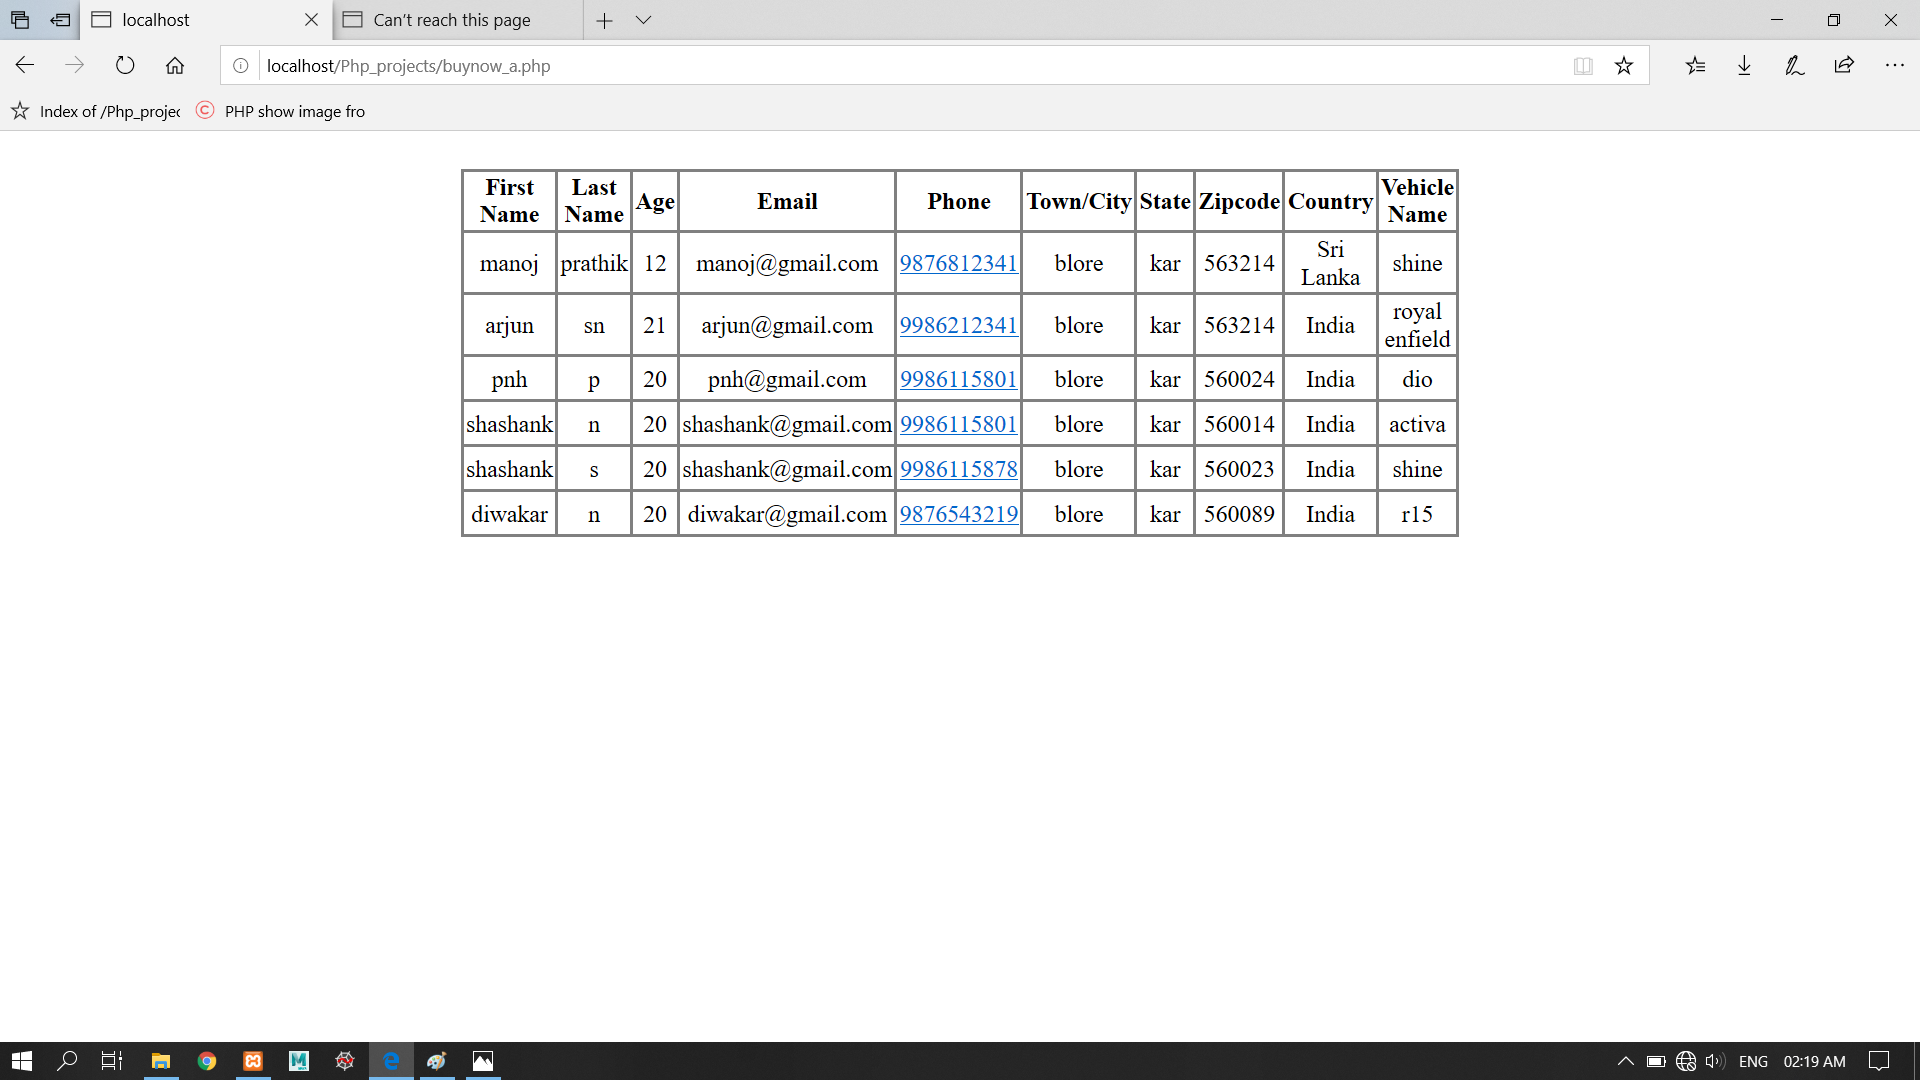 localhost
Can't reach this page
localhost/Php_projects/buynow_a.php
Index of /Php_projec
PHP show image fro
First Name Last Name Age Email Phone Town/City State Zipcode Country Vehicle Name
manoj prathik 12 manoj@gmail.com 9876812341 blore kar 563214 Sri Lanka shine
arjun sn 21 arjun@gmail.com 9986212341 blore kar 563214 India royal enfield
pnh p 20 pnh@gmail.com 9986115801 blore kar 560024 India dio
shashank n 20 shashank@gmail.com 9986115801 blore kar 560014 India activa
shashank s 20 shashank@gmail.com 9986115878 blore kar 560023 India shine
diwakar n 20 diwakar@gmail.com 9876543219 blore kar 560089 India r15
ENG 02:19 AM